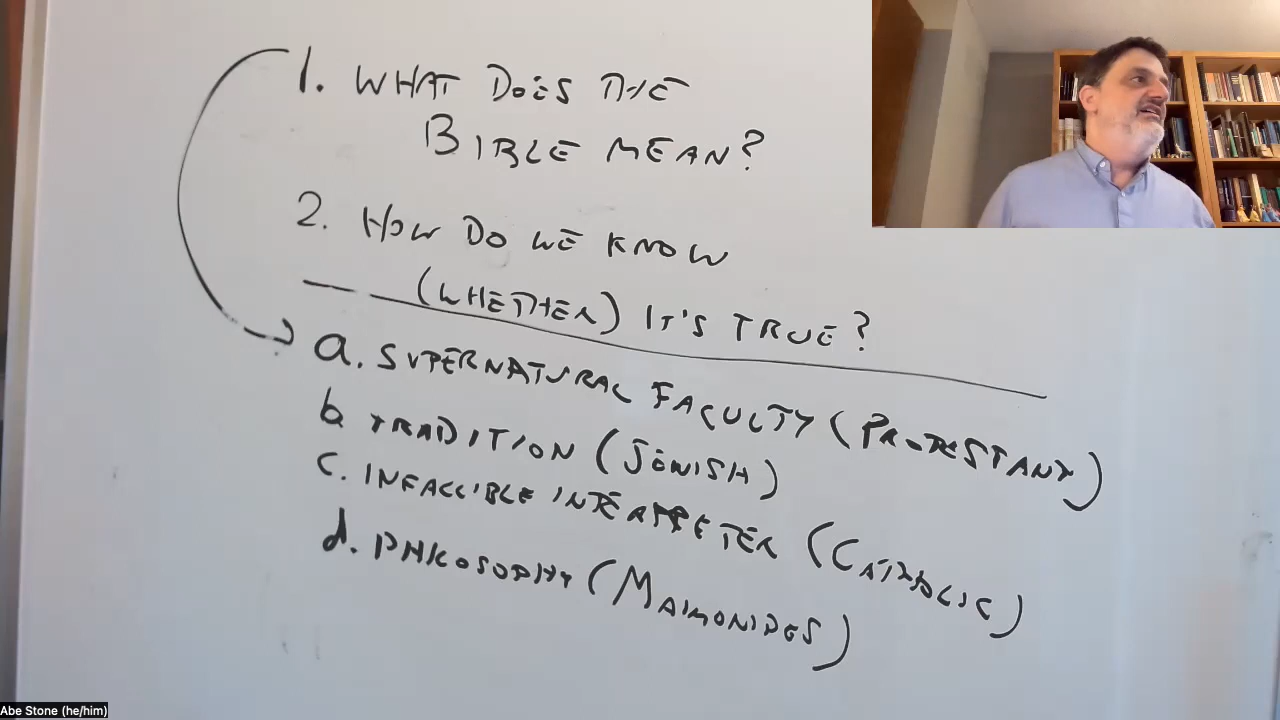 1. WHAT DOES THE
BIBLE MEAN?
2. HOW DO WE KNOW
(WHETHER) IT'S TRUE?
a. SUPERNATURAL FACULTY (PROTESTANT)
b. TRADITION (JEWISH)
c. INFALLIBLE INTERPRETER (CATHOLIC)
d. PHILOSOPHY (MAIMONIDES)
Abe Stone (he/him)